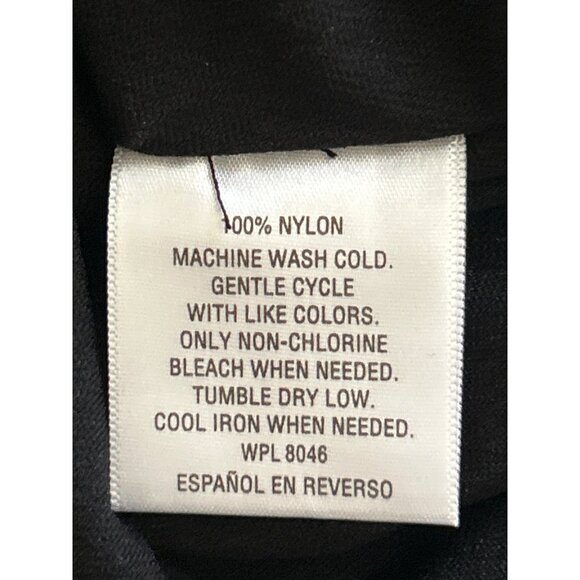 100% NYLON
MACHINE WASH COLD.
GENTLE CYCLE
WITH LIKE COLORS.
ONLY NON-CHLORINE
BLEACH WHEN NEEDED.
TUMBLE DRY LOW.
COOL IRON WHEN NEEDED.
WPL 8046
ESPAÑOL EN REVERSO